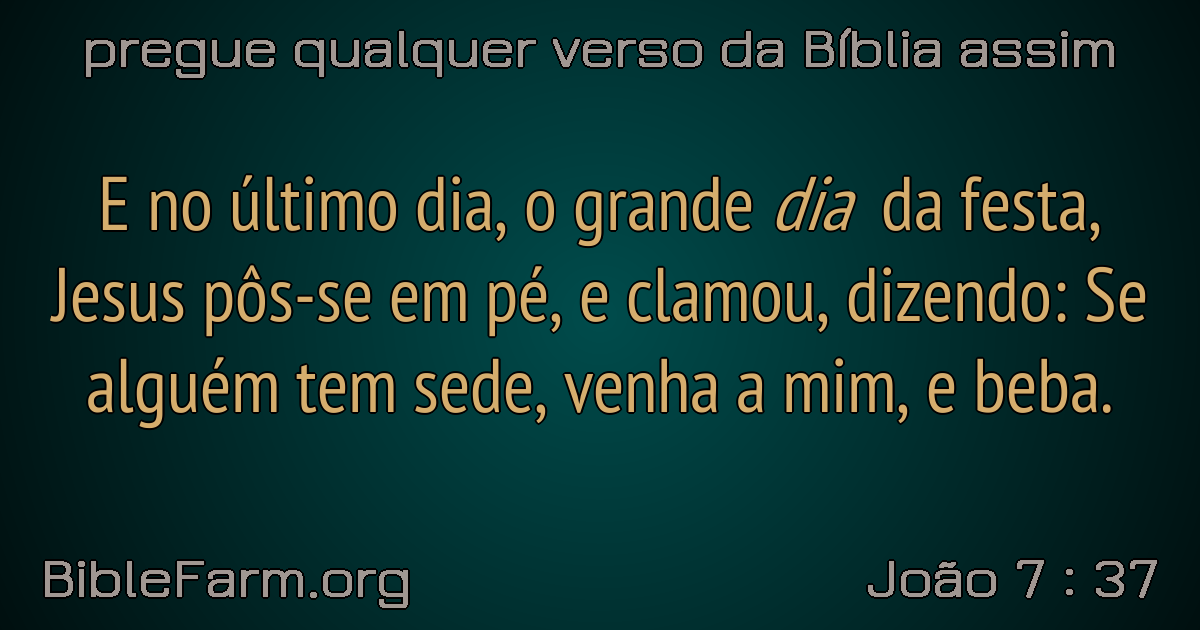 pregue qualquer verso da Bíblia assim
E no último dia, o grande dia da festa,
Jesus pôs-se em pé, e clamou, dizendo: Se
alguém tem sede, venha a mim, e beba.
BibleFarm.org
João 7 : 37